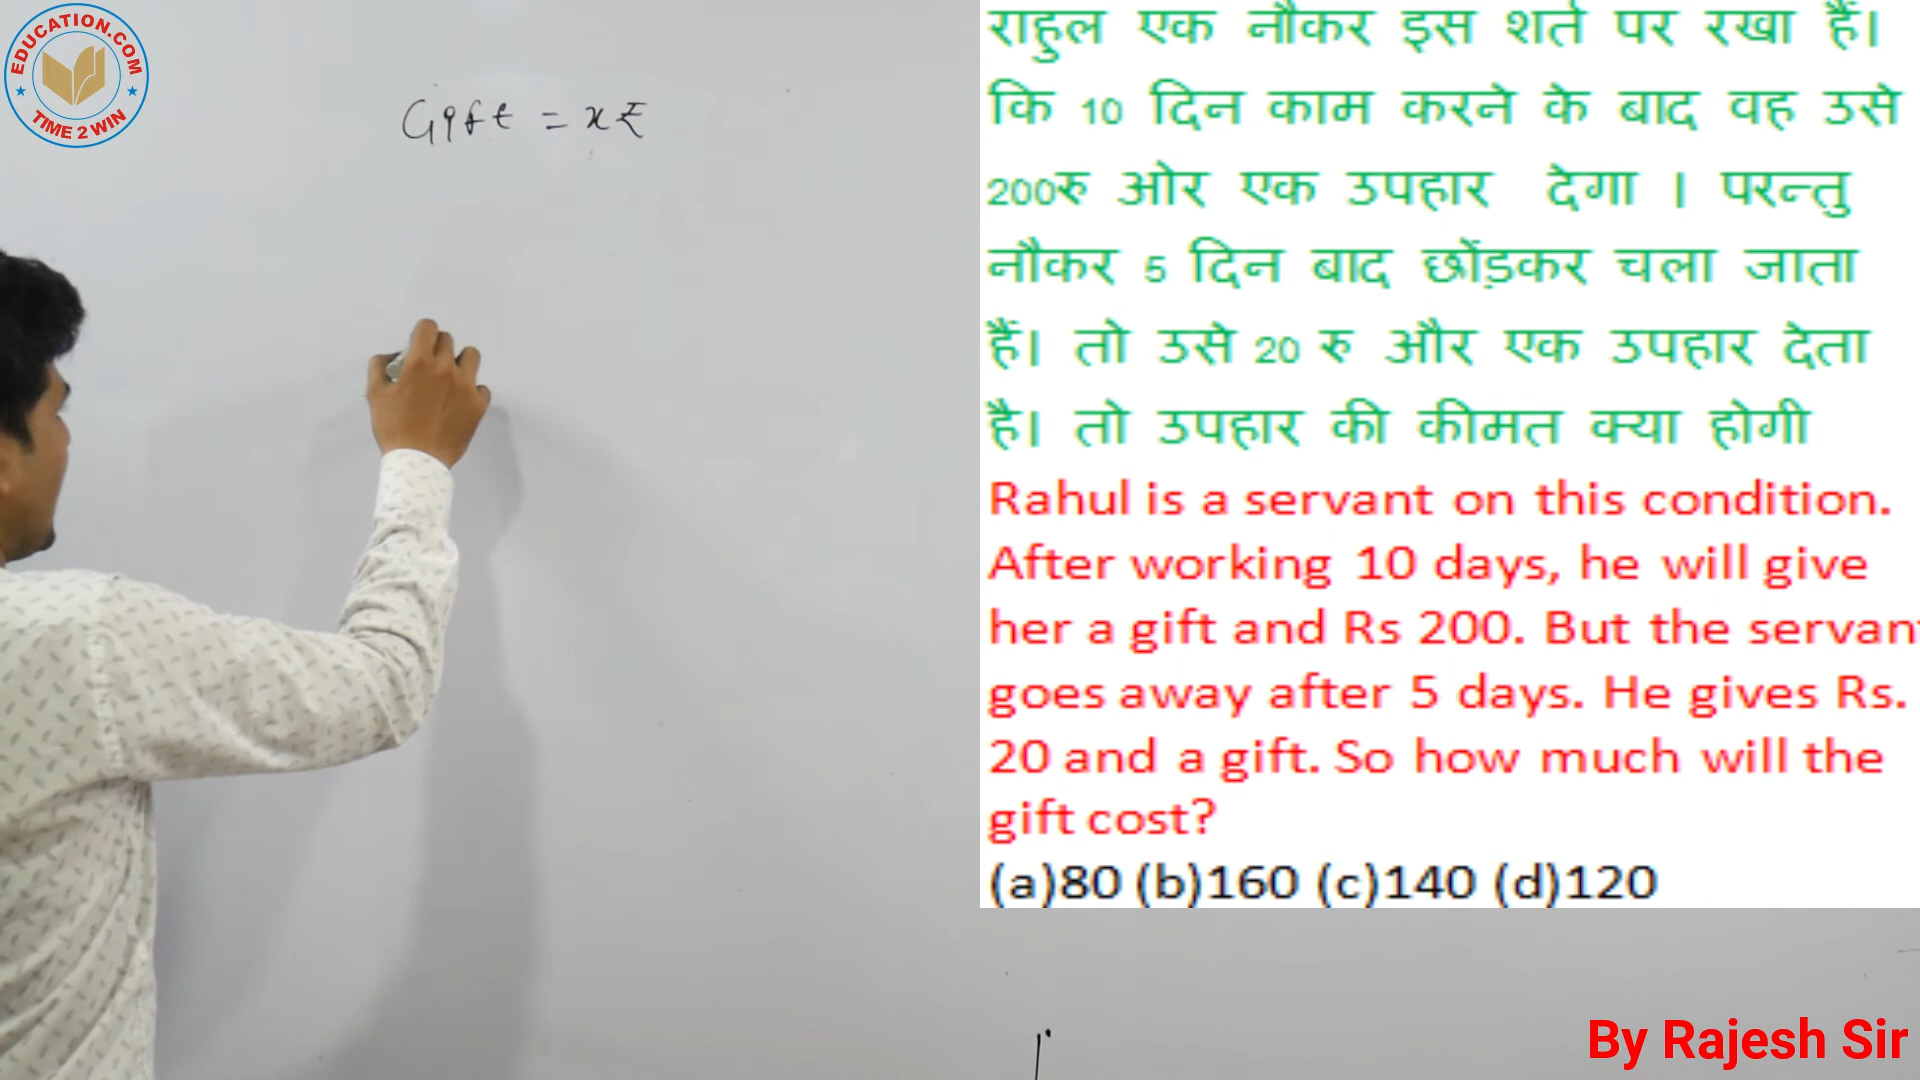 EDUCATION.COM
TIME 2 WIN
Gift = x₹
राहुल एक नौकर इस शर्त पर रखा हैं।
कि 10 दिन काम करने के बाद वह उसे
200रु ओर एक उपहार देगा । परन्तु
नौकर 5 दिन बाद छोंड़कर चला जाता
हैं। तो उसे 20 रु और एक उपहार देता
है। तो उपहार की कीमत क्या होगी
Rahul is a servant on this condition.
After working 10 days, he will give
her a gift and Rs 200. But the servant
goes away after 5 days. He gives Rs.
20 and a gift. So how much will the
gift cost?
(a)80 (b)160 (c)140 (d)120
By Rajesh Sir